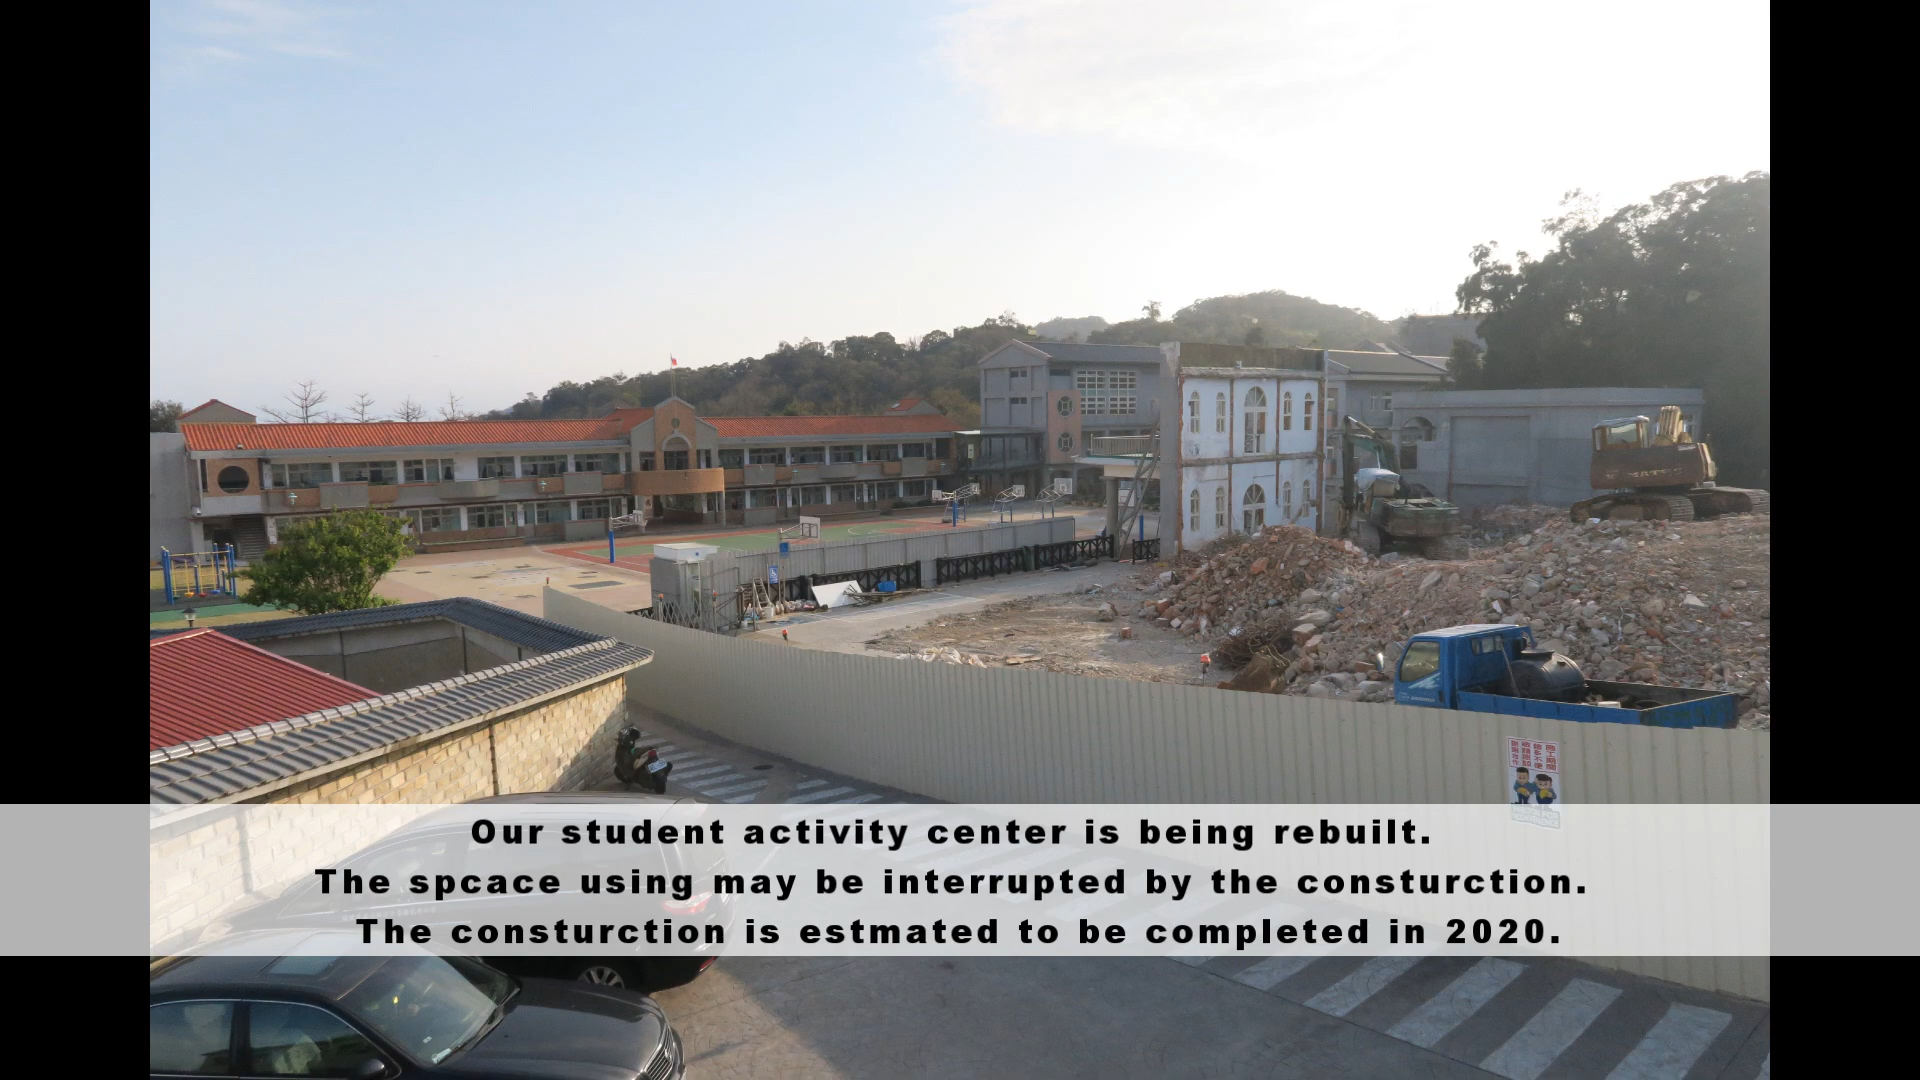 Our student activity center is being rebuilt.
The spcace using may be interrupted by the consturction.
The consturction is estmated to be completed in 2020.